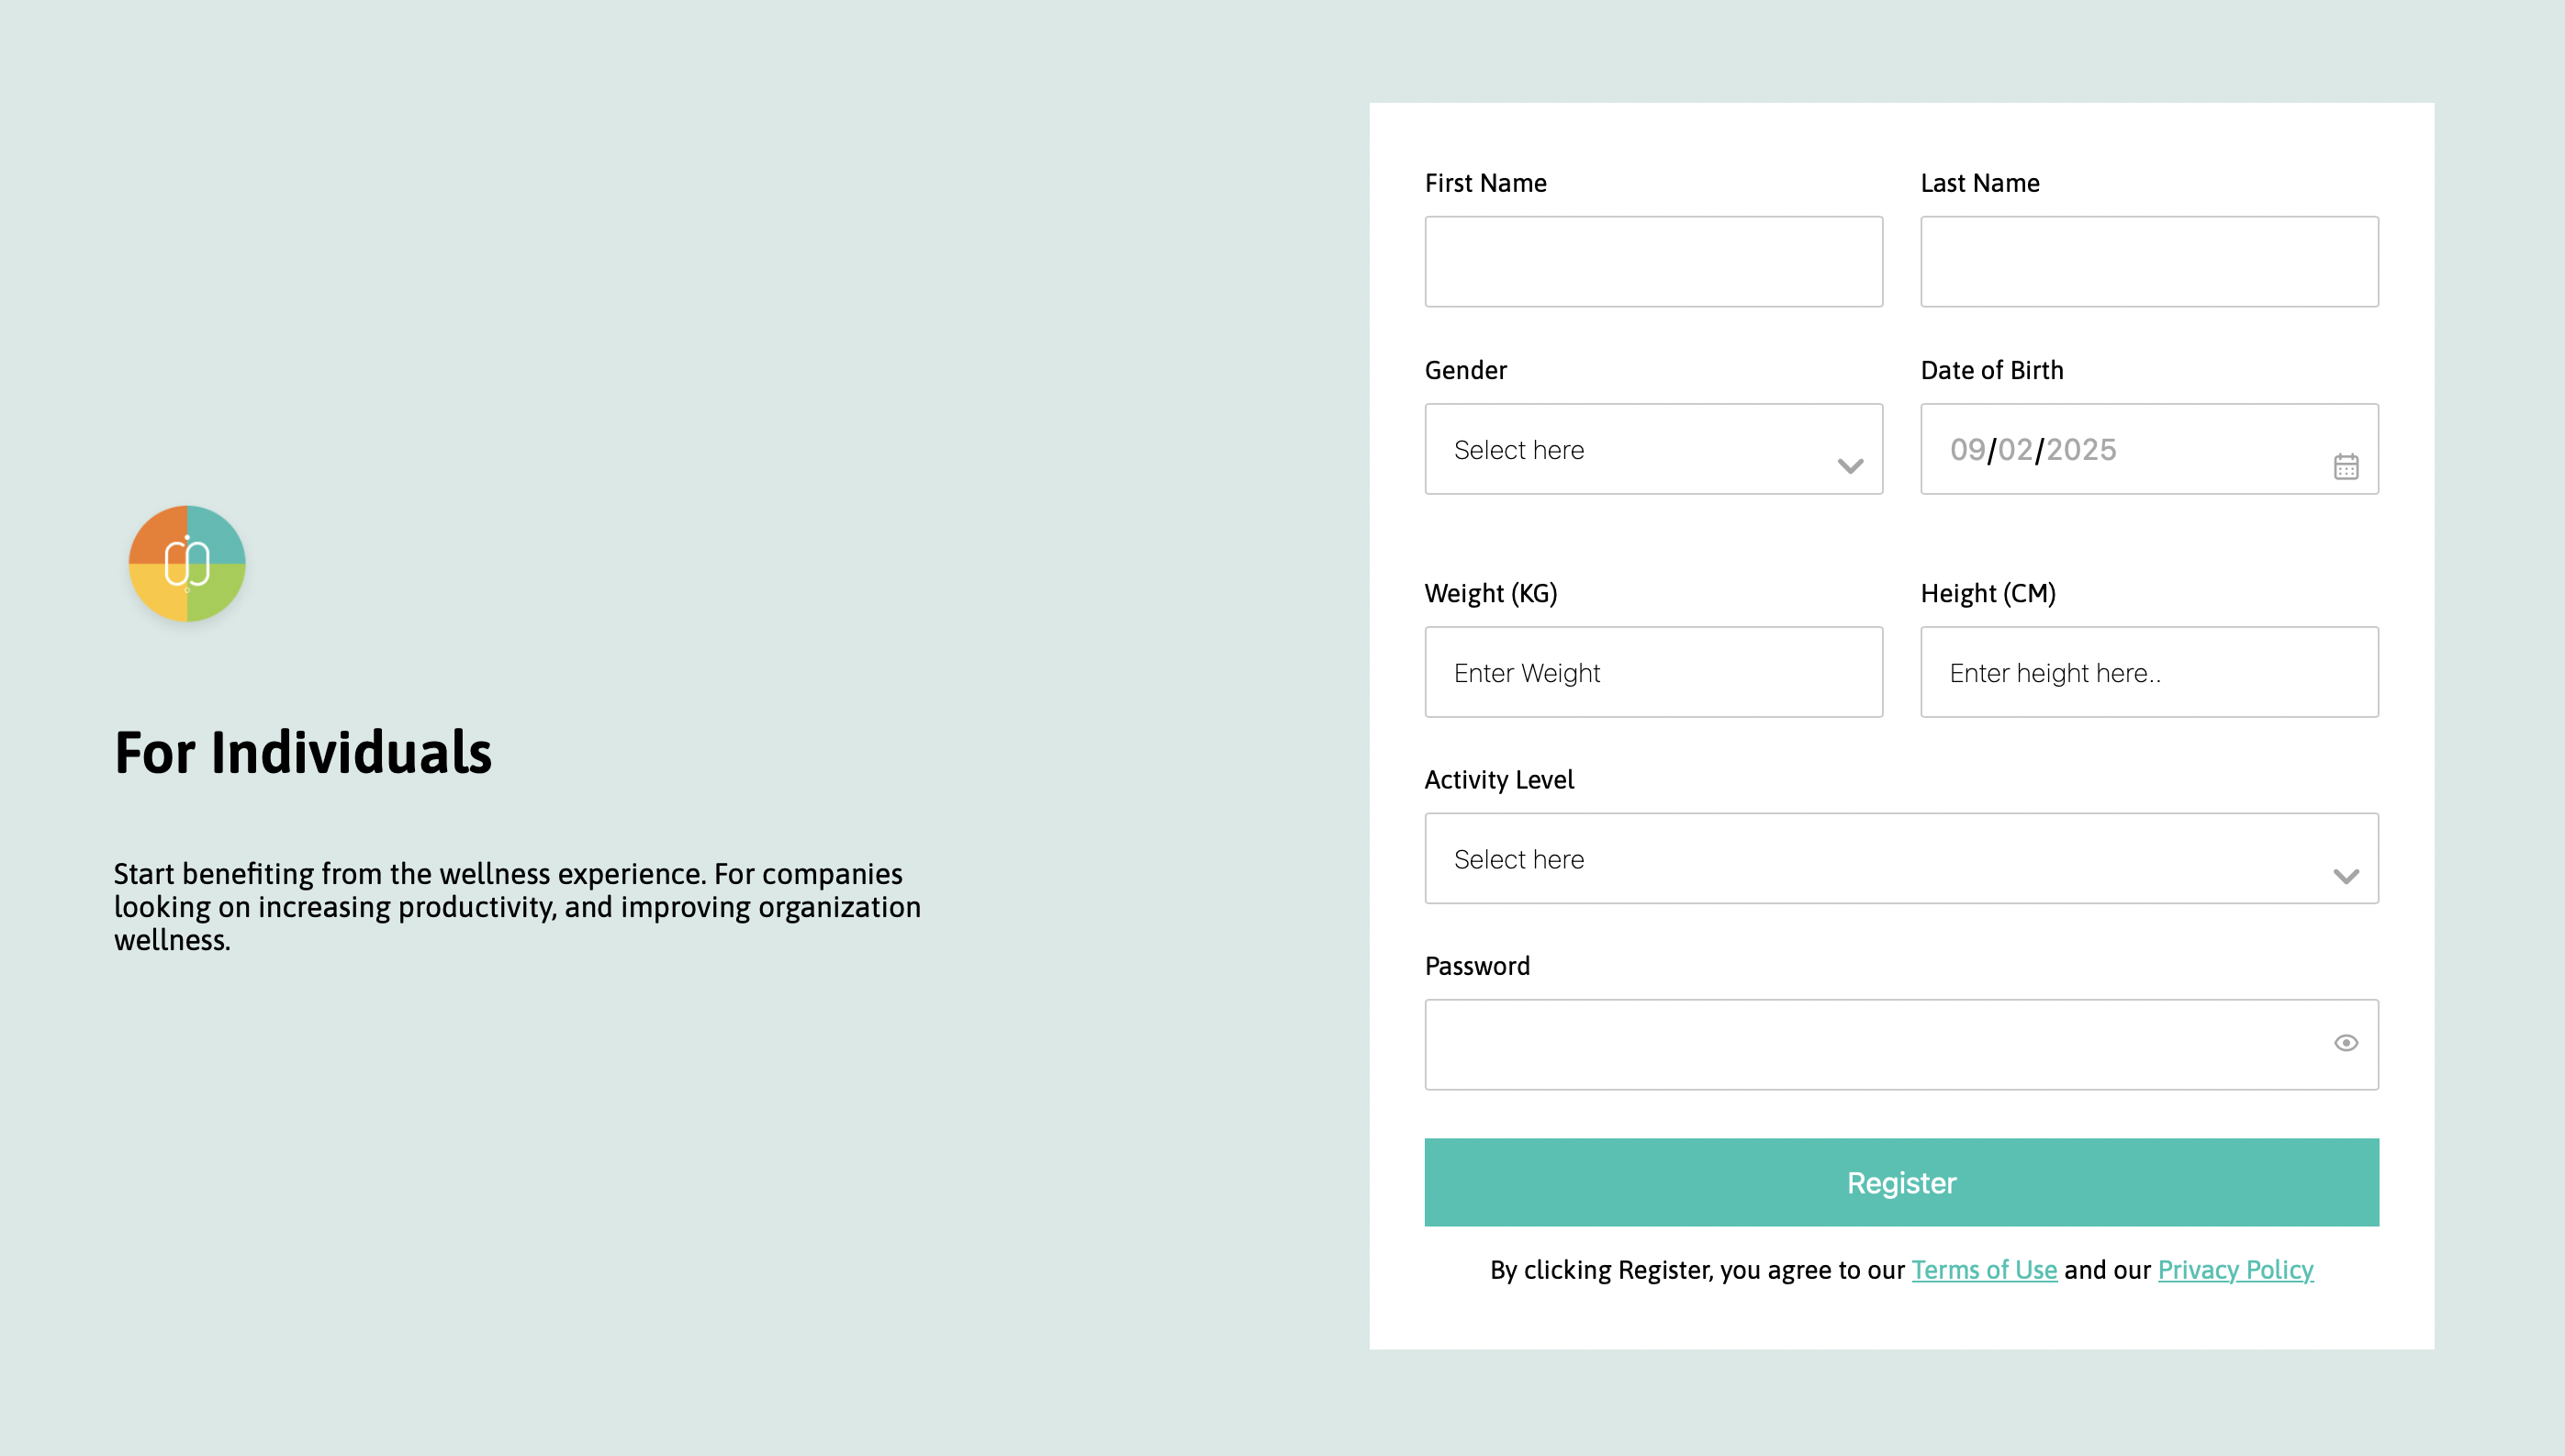 For Individuals
Start benefiting from the wellness experience. For companies
looking on increasing productivity, and improving organization
wellness.
First Name
Last Name
Gender
Date of Birth
Select here
09/02/2025
Weight (KG)
Height (CM)
Enter Weight
Enter height here..
Activity Level
Select here
Password
Register
By clicking Register, you agree to our Terms of Use and our Privacy Policy